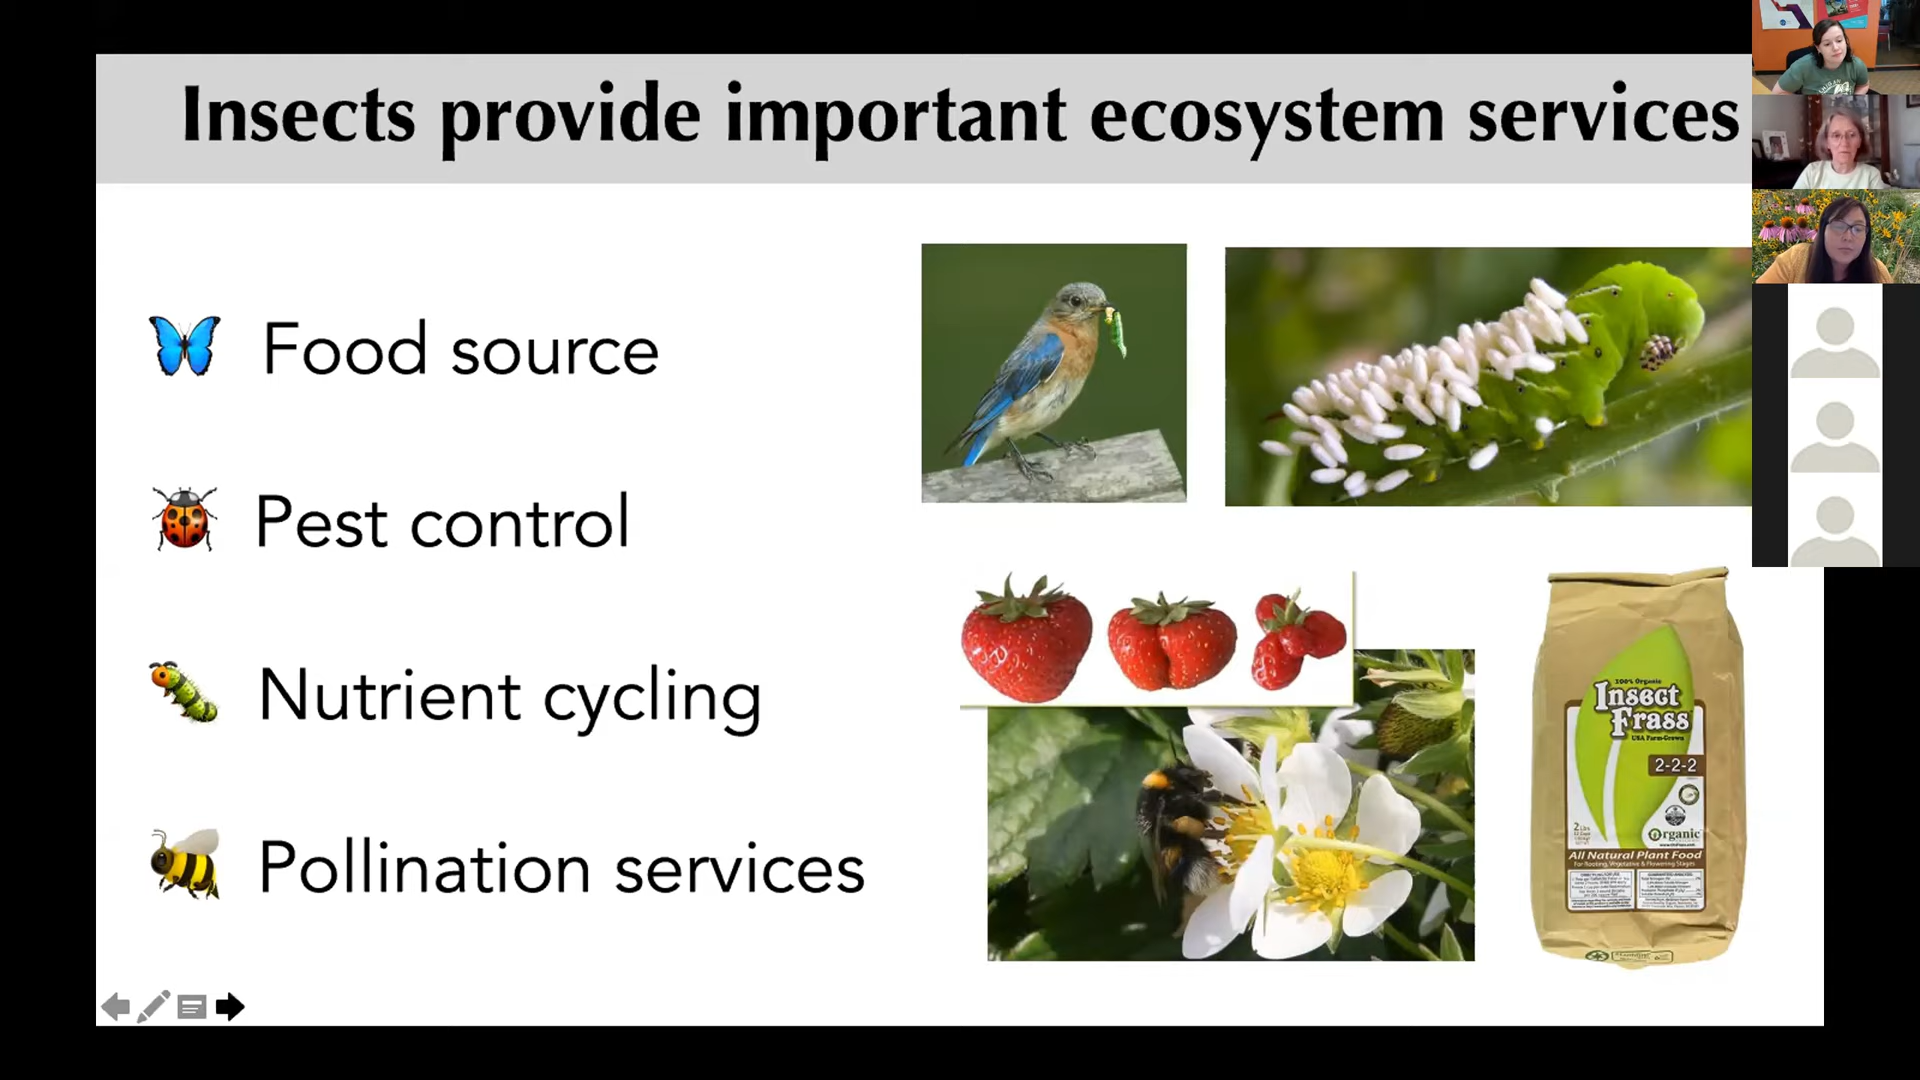 Insects provide important ecosystem services
Food source
Pest control
Nutrient cycling
Pollination services
100% Organic
Insect
Frass
USA Farm-Grown
2-2-2
2 Lbs
Organic
All Natural Plant Food
For Rooting, Vegetative & Flowering Stages